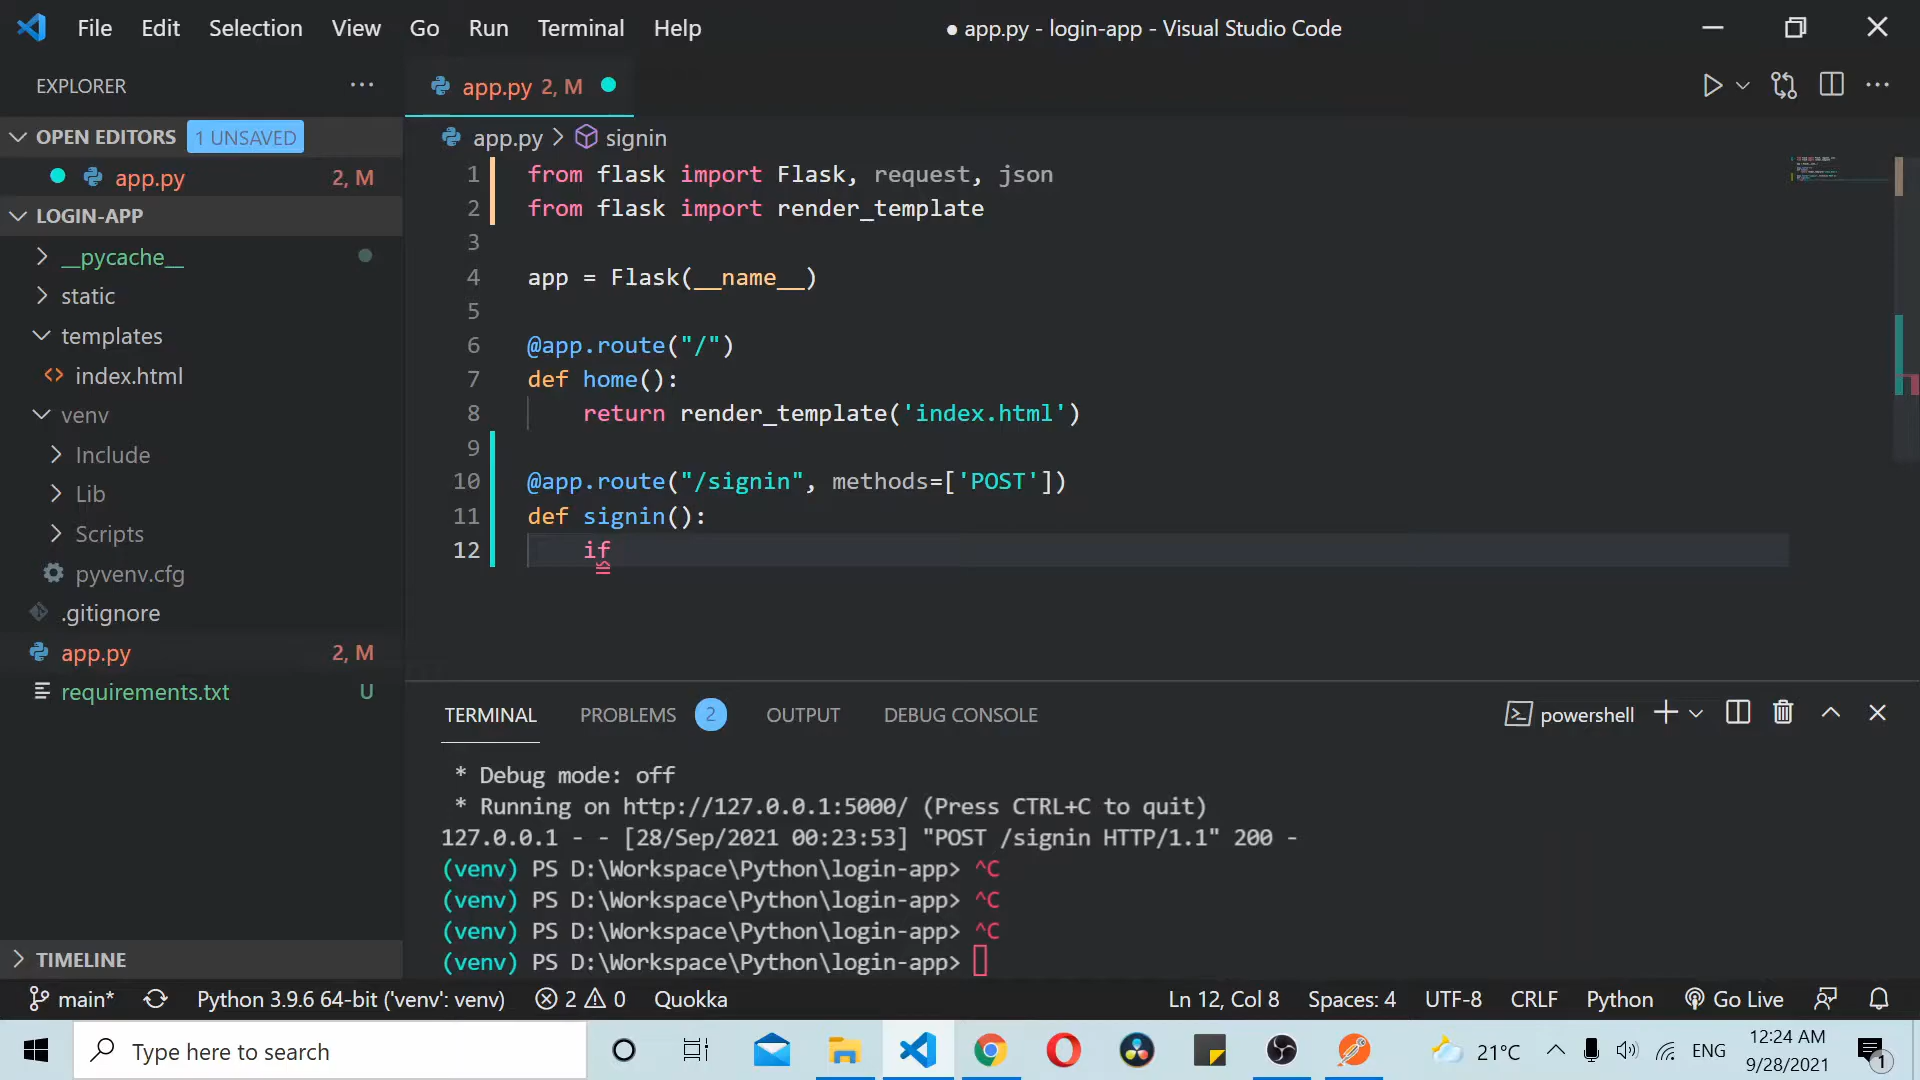 File Edit Selection View Go Run Terminal Help
● app.py - login-app - Visual Studio Code
EXPLORER
OPEN EDITORS 1 UNSAVED
app.py 2, M
LOGIN-APP
__pycache__
static
templates
index.html
venv
Include
Lib
Scripts
pyvenv.cfg
.gitignore
app.py 2, M
requirements.txt U
TIMELINE
app.py 2, M
app.py > signin
1 from flask import Flask, request, json
2 from flask import render_template
3
4 app = Flask(__name__)
5
6 @app.route("/")
7 def home():
8 return render_template('index.html')
9
10 @app.route("/signin", methods=['POST'])
11 def signin():
12 if
TERMINAL PROBLEMS 2 OUTPUT DEBUG CONSOLE
powershell
* Debug mode: off
* Running on http://127.0.0.1:5000/ (Press CTRL+C to quit)
127.0.0.1 - - [28/Sep/2021 00:23:53] "POST /signin HTTP/1.1" 200 -
(venv) PS D:\Workspace\Python\login-app> ^C
(venv) PS D:\Workspace\Python\login-app> ^C
(venv) PS D:\Workspace\Python\login-app> ^C
(venv) PS D:\Workspace\Python\login-app>
main* Python 3.9.6 64-bit ('venv': venv) 2 0 Quokka
Ln 12, Col 8 Spaces: 4 UTF-8 CRLF Python Go Live
Type here to search
21°C ENG
12:24 AM
9/28/2021
1